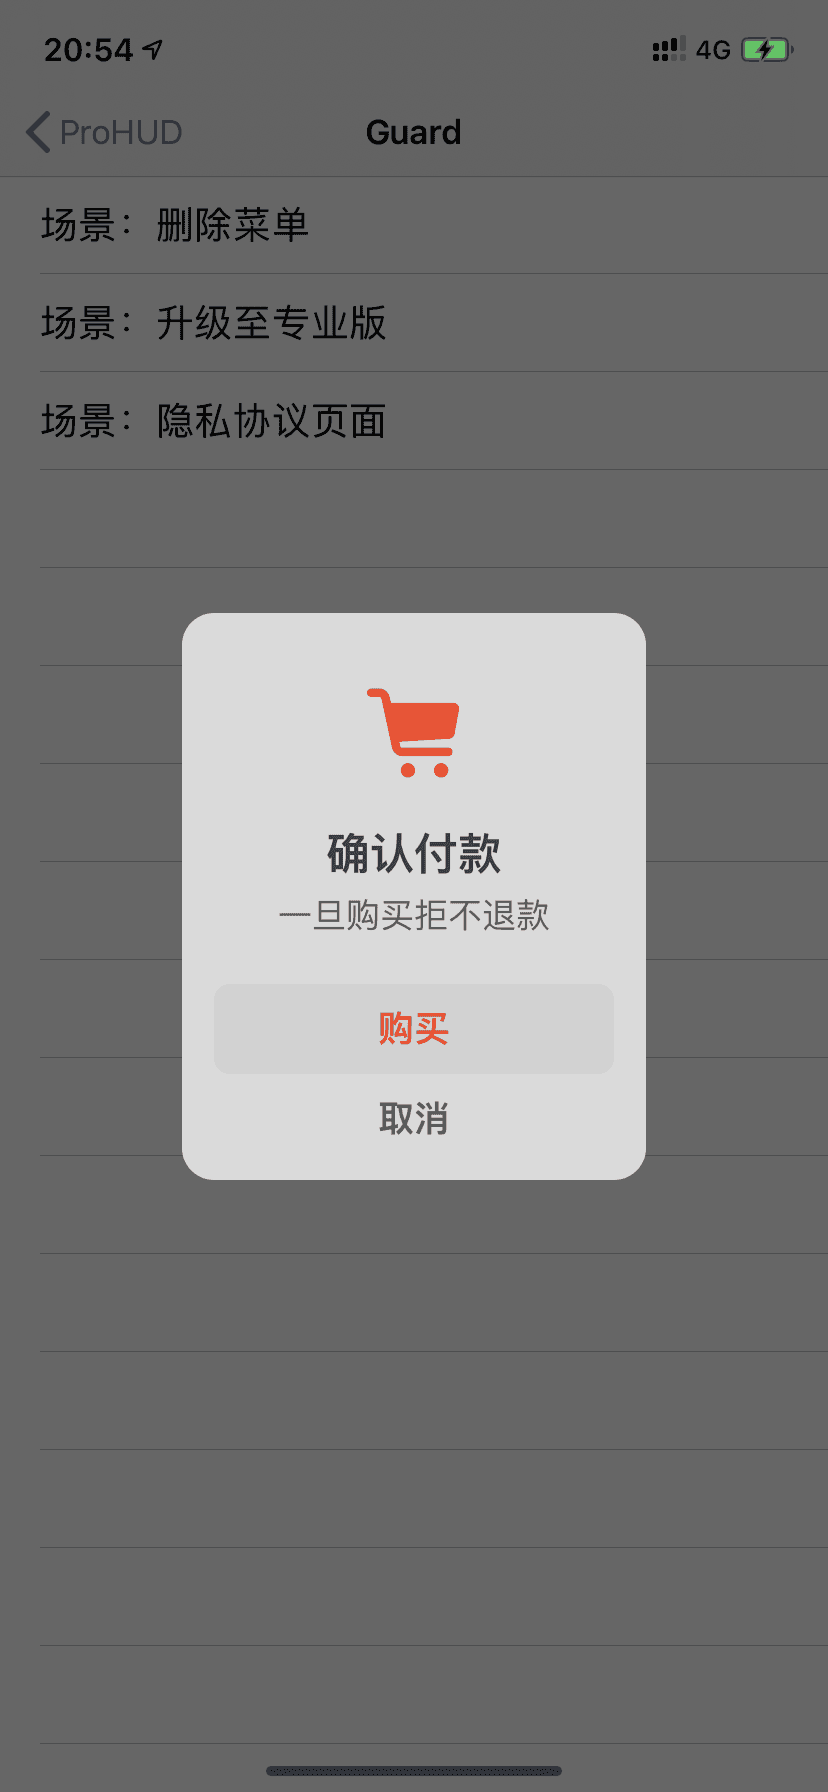 20:54
4G
ProHUD
Guard
场景：删除菜单
场景：升级至专业版
场景：隐私协议页面
确认付款
一旦购买拒不退款
购买
取消